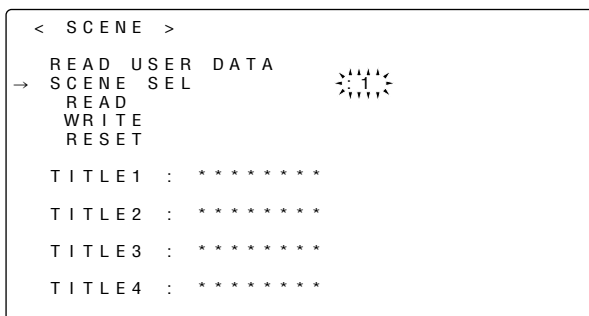 < SCENE >
READ USER DATA
→ SCENE SEL :1
READ
WRITE
RESET
TITLE1 : ********
TITLE2 : ********
TITLE3 : ********
TITLE4 : ********